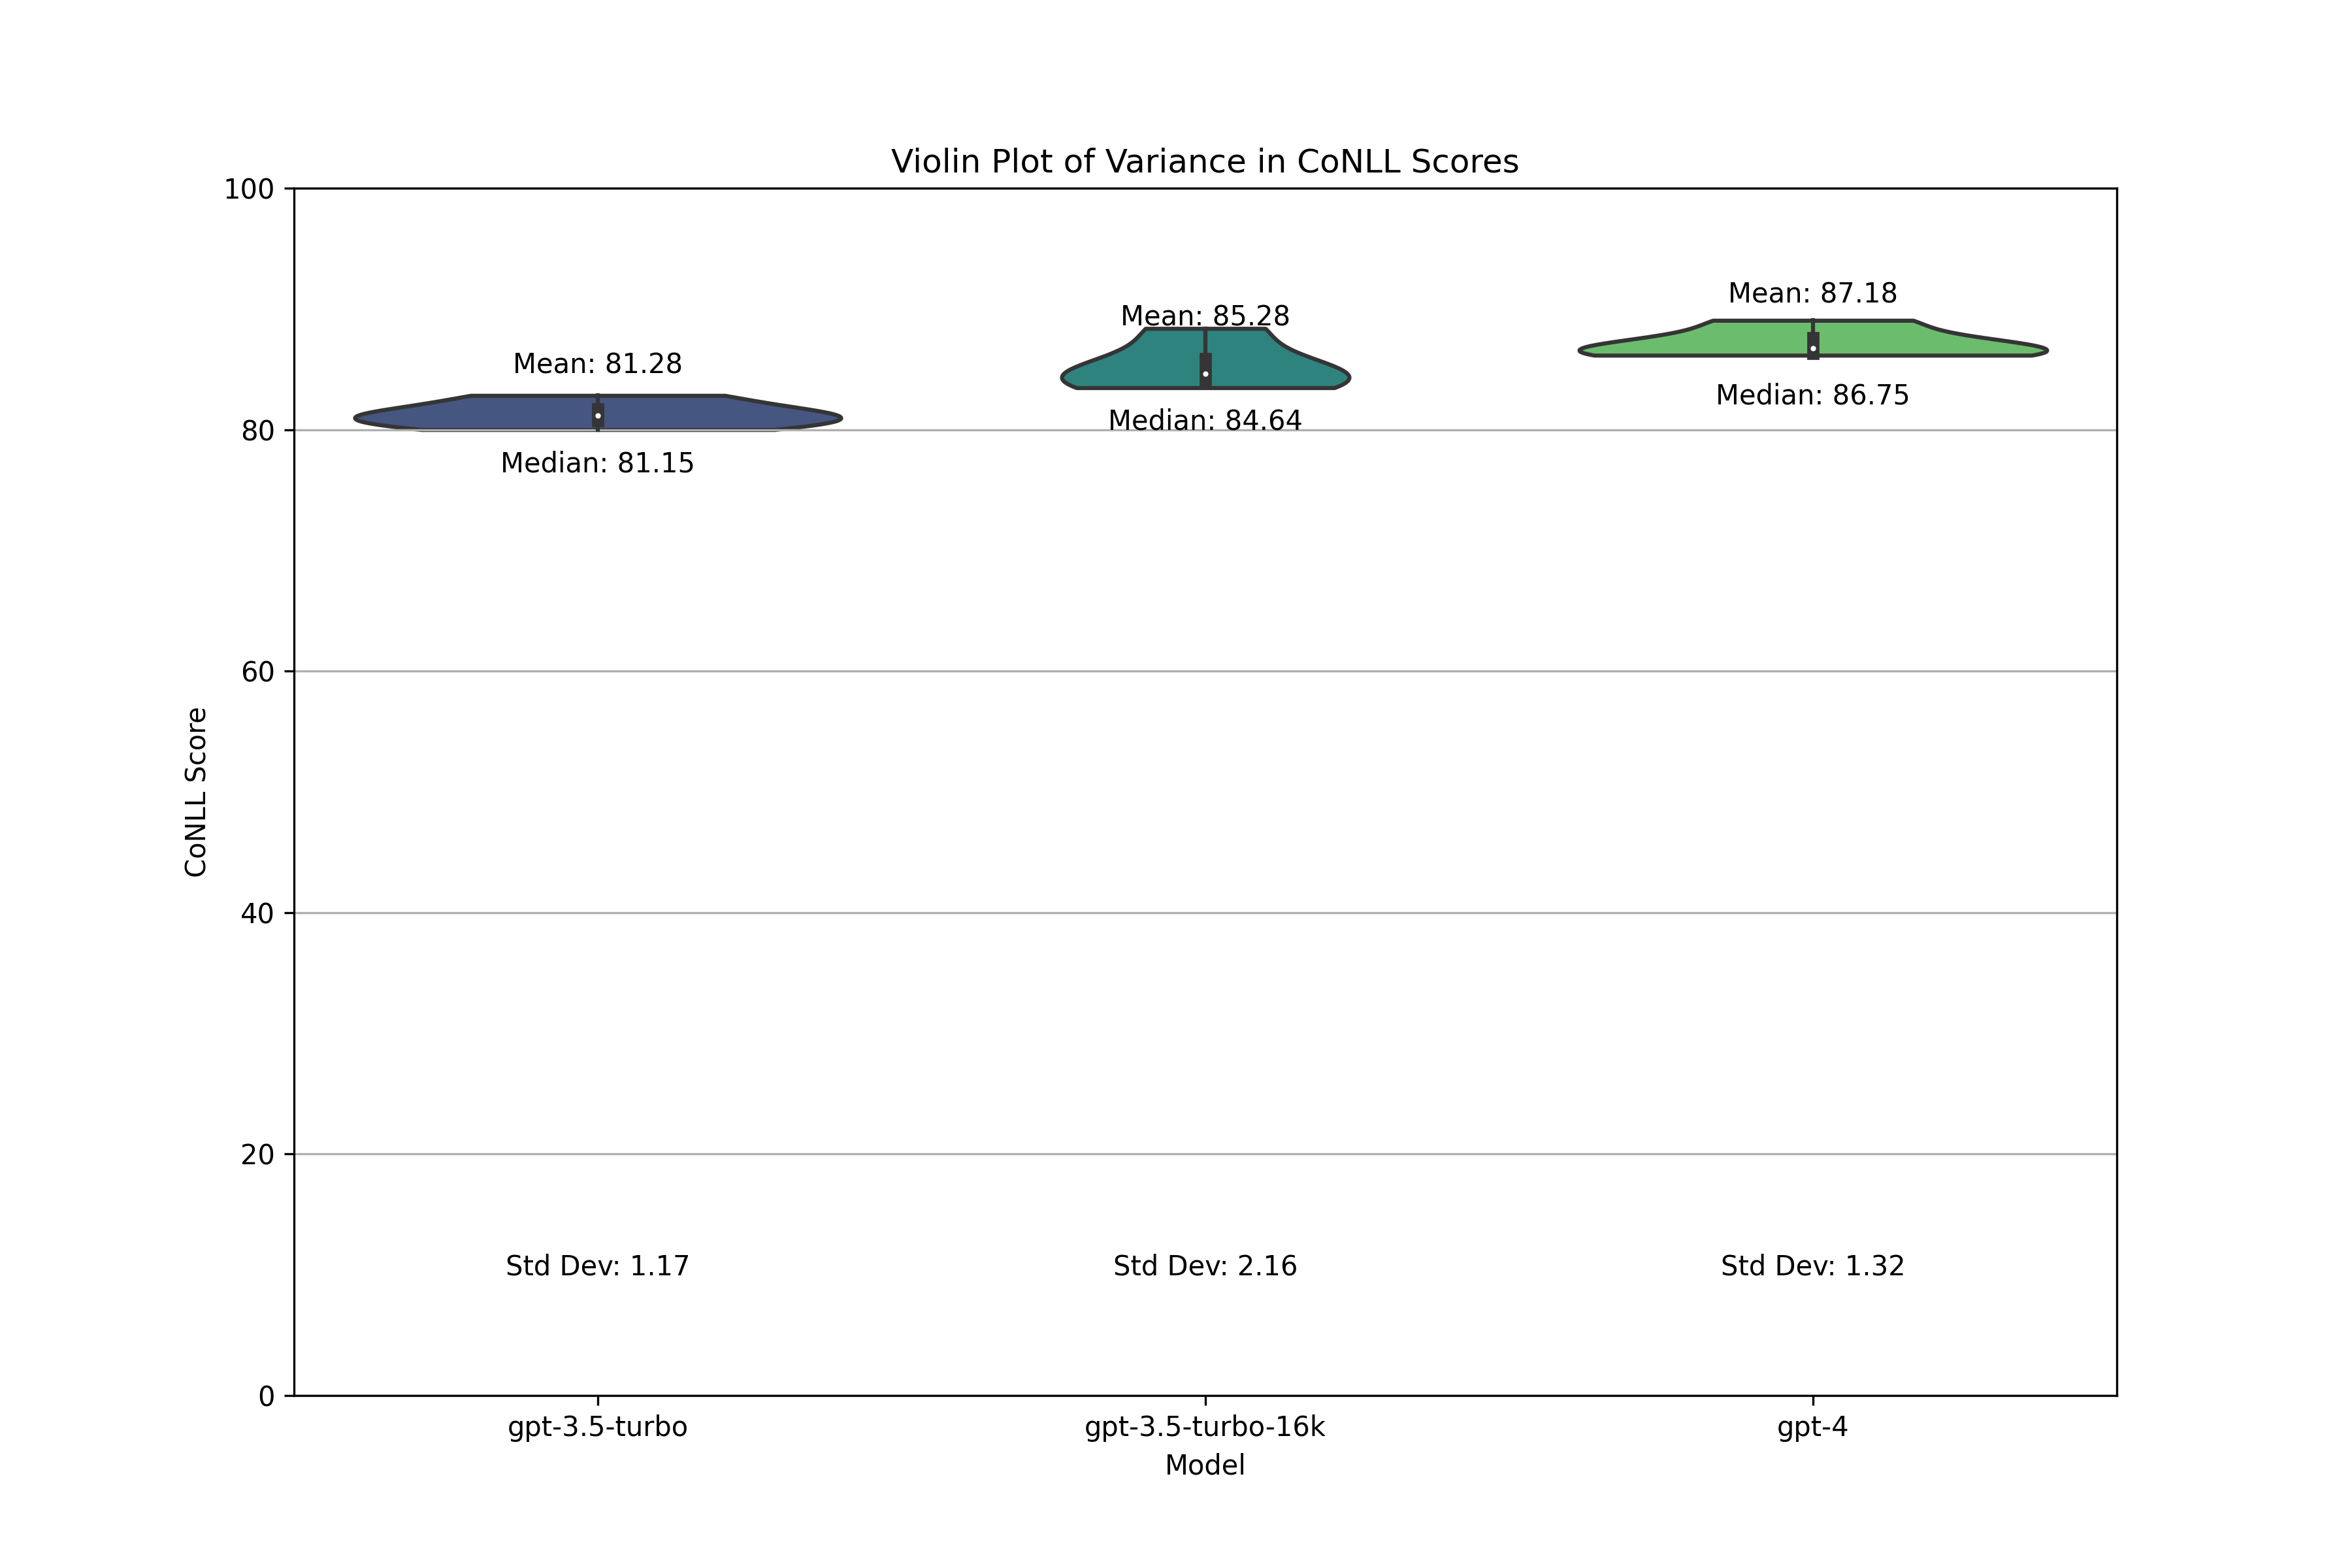 Violin Plot of Variance in CoNLL Scores
100
80
60
40
20
0
CoNLL Score
Mean: 81.28
Median: 81.15
Std Dev: 1.17
Mean: 85.28
Median: 84.64
Std Dev: 2.16
Mean: 87.18
Median: 86.75
Std Dev: 1.32
gpt-3.5-turbo
gpt-3.5-turbo-16k
gpt-4
Model